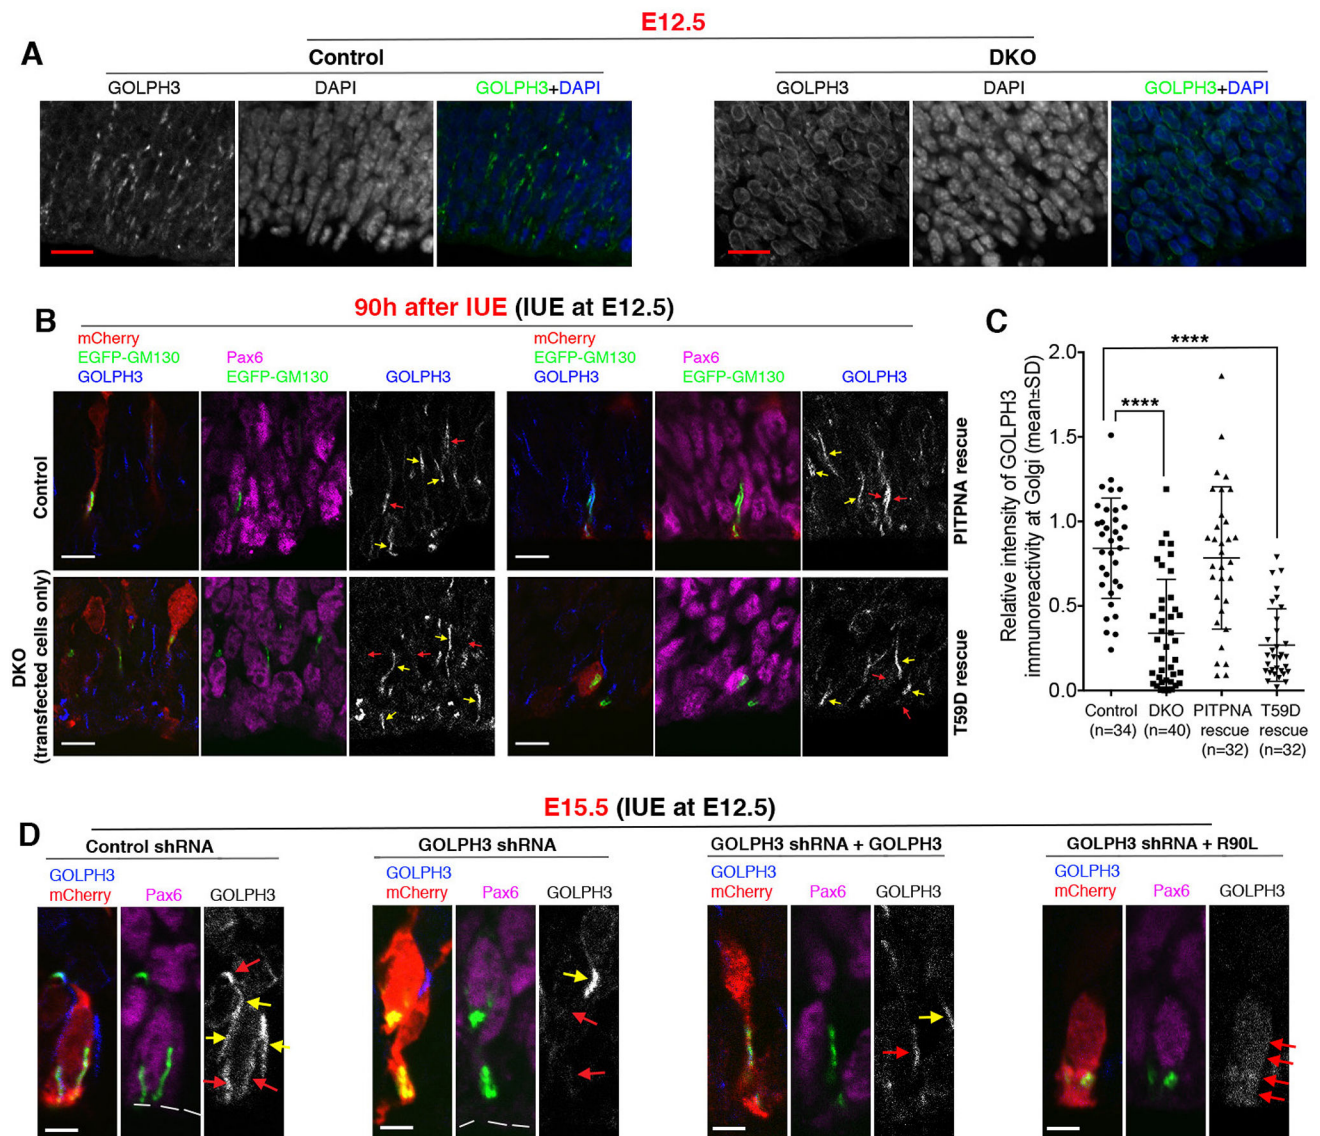 E12.5
A
Control
DKO
GOLPH3
DAPI
GOLPH3+DAPI
GOLPH3
DAPI
GOLPH3+DAPI
B
90h after IUE (IUE at E12.5)
mCherry
EGFP-GM130
GOLPH3
Pax6
EGFP-GM130
GOLPH3
mCherry
EGFP-GM130
GOLPH3
Pax6
EGFP-GM130
GOLPH3
Control
PITPNA rescue
DKO
(transfected cells only)
T59D rescue
C
Relative intensity of GOLPH3
immunoreactivity at Golgi (mean±SD)
2.0
1.5
1.0
0.5
0.0
****
****
Control
(n=34)
DKO
(n=40)
PITPNA
rescue
(n=32)
T59D
rescue
(n=32)
D
E15.5 (IUE at E12.5)
Control shRNA
GOLPH3
mCherry
Pax6
GOLPH3
GOLPH3 shRNA
GOLPH3
mCherry
Pax6
GOLPH3
GOLPH3 shRNA + GOLPH3
GOLPH3
mCherry
Pax6
GOLPH3
GOLPH3 shRNA + R90L
GOLPH3
mCherry
Pax6
GOLPH3